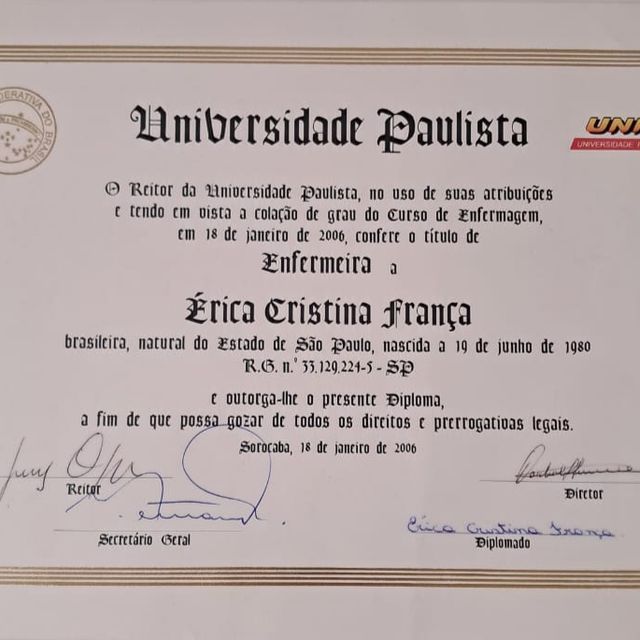 Universidade Paulista
UNI
UNIVERSIDADE
O Reitor da Universidade Paulista, no uso de suas atribuições
e tendo em vista a colação de grau do Curso de Enfermagem,
em 18 de janeiro de 2006, confere o título de
Enfermeira a
Érica Cristina França
brasileira, natural do Estado de São Paulo, nascida a 19 de junho de 1980
R.G. n.° 33.129.224-5 - SP
e outorga-lhe o presente Diploma,
a fim de que possa gozar de todos os direitos e prerrogativas legais.
Sorocaba, 18 de janeiro de 2006
Reitor
Diretor
Secretário Geral
Érica Cristina França
Diplomado